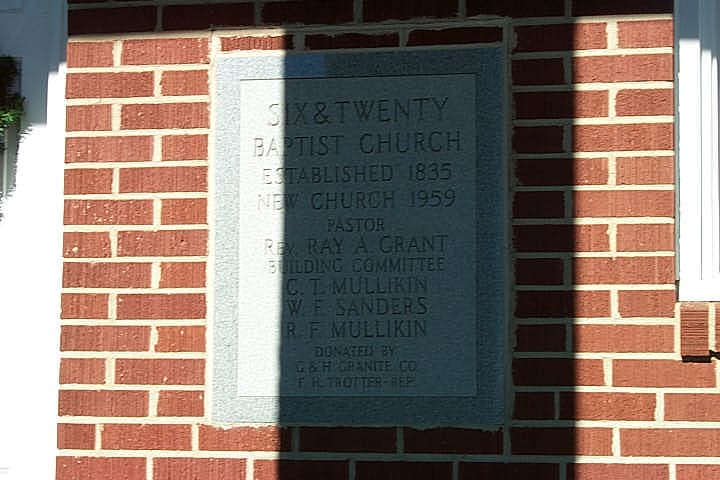 SIX & TWENTY
BAPTIST CHURCH
ESTABLISHED 1835
NEW CHURCH 1959
PASTOR
REV. RAY A. GRANT
BUILDING COMMITTEE
C. T. MULLIKIN
W. F. SANDERS
R. F. MULLIKIN
DONATED BY
G & H GRANITE CO.
F. H. TROTTER-REP.